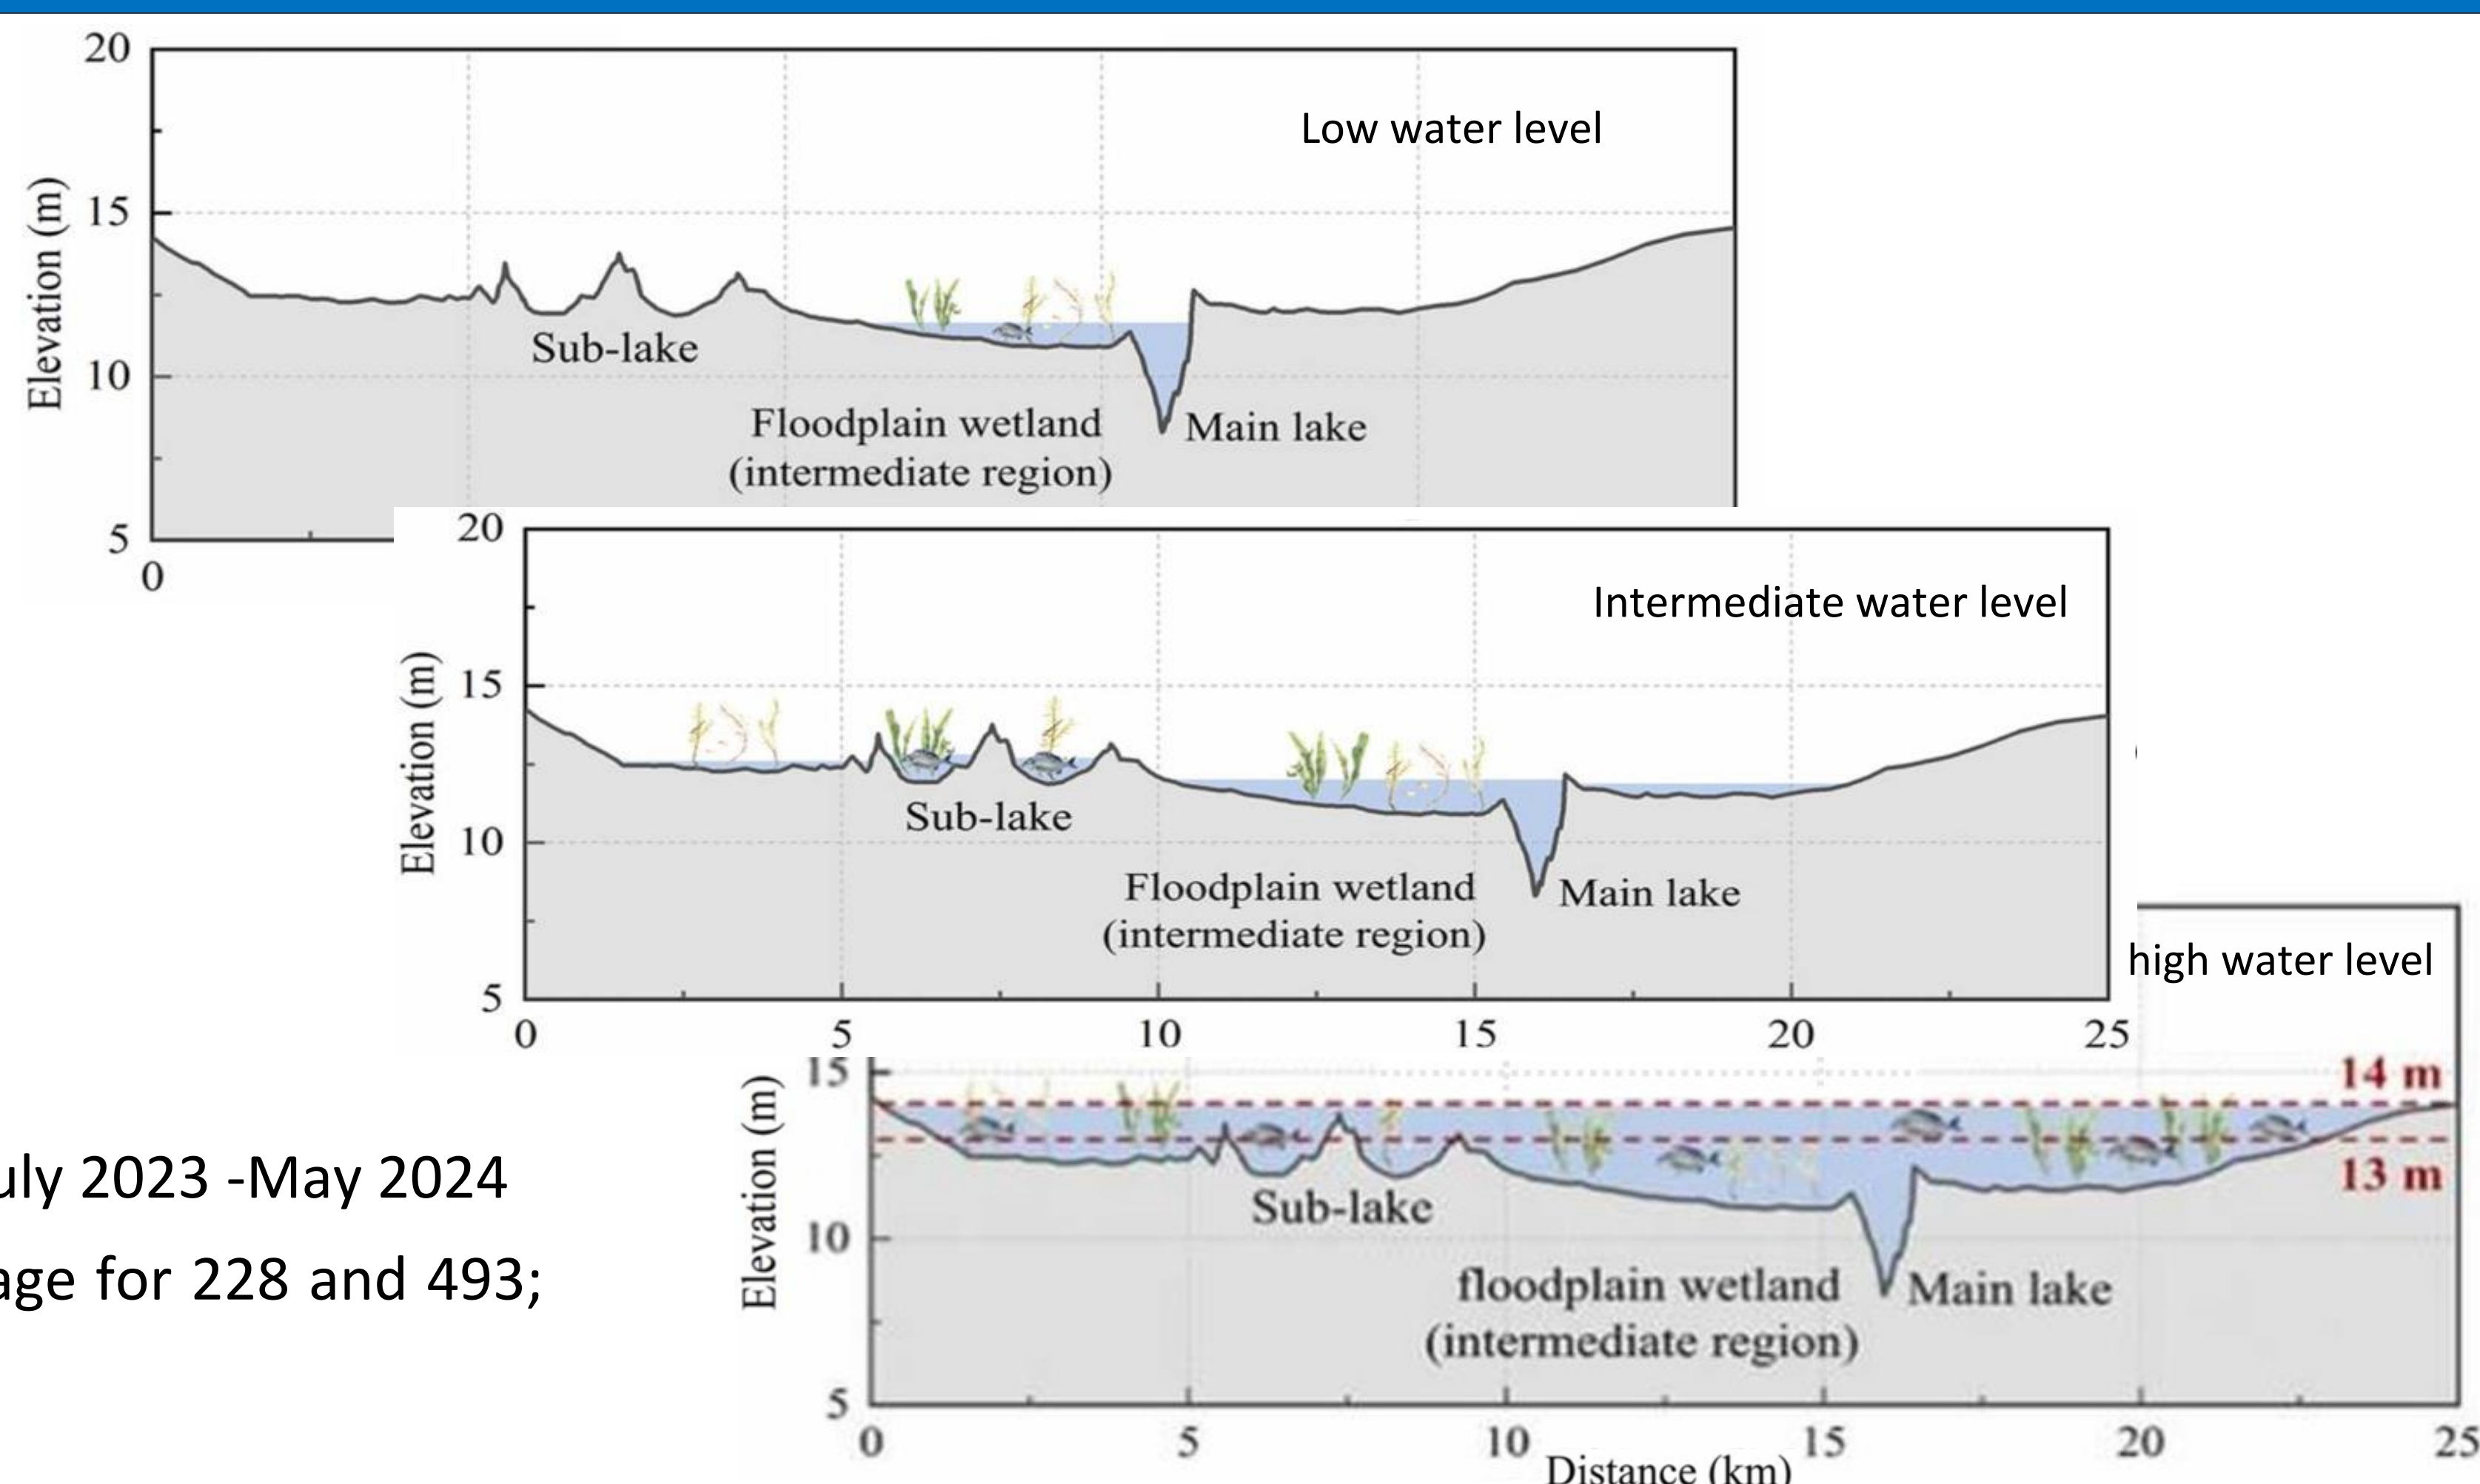 20
Low water level
15
Elevation (m)
Sub-lake
10
Floodplain wetland
(intermediate region)
Main lake
5
0
20
Intermediate water level
15
Elevation (m)
Sub-lake
10
Floodplain wetland
(intermediate region)
Main lake
5
0 5 10 15 20 25
high water level
15
14 m
13 m
Elevation (m)
Sub-lake
10
floodplain wetland
(intermediate region)
Main lake
5
0 5 10 15 20 25
Distance (km)
uly 2023 -May 2024
age for 228 and 493;